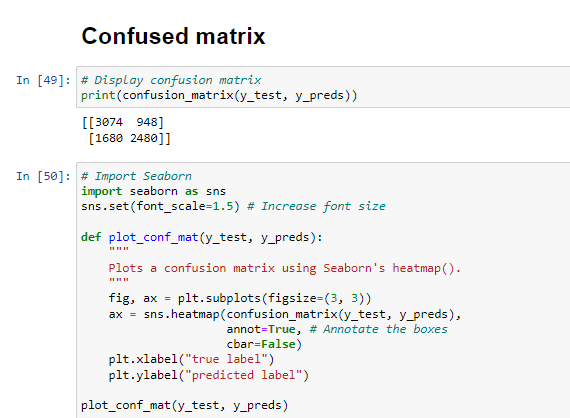 Confused matrix
In [49]: # Display confusion matrix
print(confusion_matrix(y_test, y_preds))
[[3074  948]
 [1680 2480]]
In [50]: # Import Seaborn
import seaborn as sns
sns.set(font_scale=1.5) # Increase font size
def plot_conf_mat(y_test, y_preds):
    """
    Plots a confusion matrix using Seaborn's heatmap().
    """
    fig, ax = plt.subplots(figsize=(3, 3))
    ax = sns.heatmap(confusion_matrix(y_test, y_preds),
                     annot=True, # Annotate the boxes
                     cbar=False)
    plt.xlabel("true label")
    plt.ylabel("predicted label")
plot_conf_mat(y_test, y_preds)